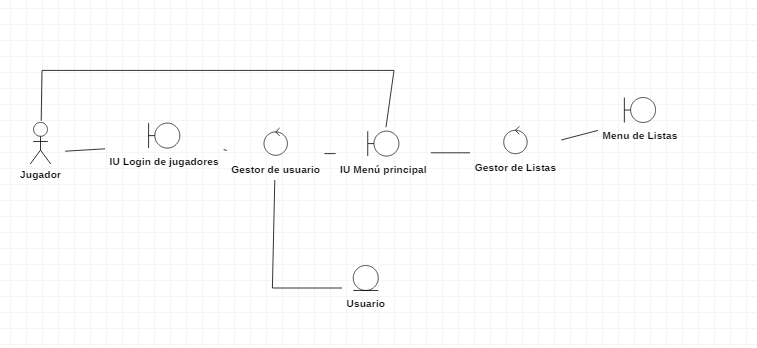 Jugador
IU Login de jugadores
Gestor de usuario
IU Menú principal
Gestor de Listas
Menu de Listas
Usuario